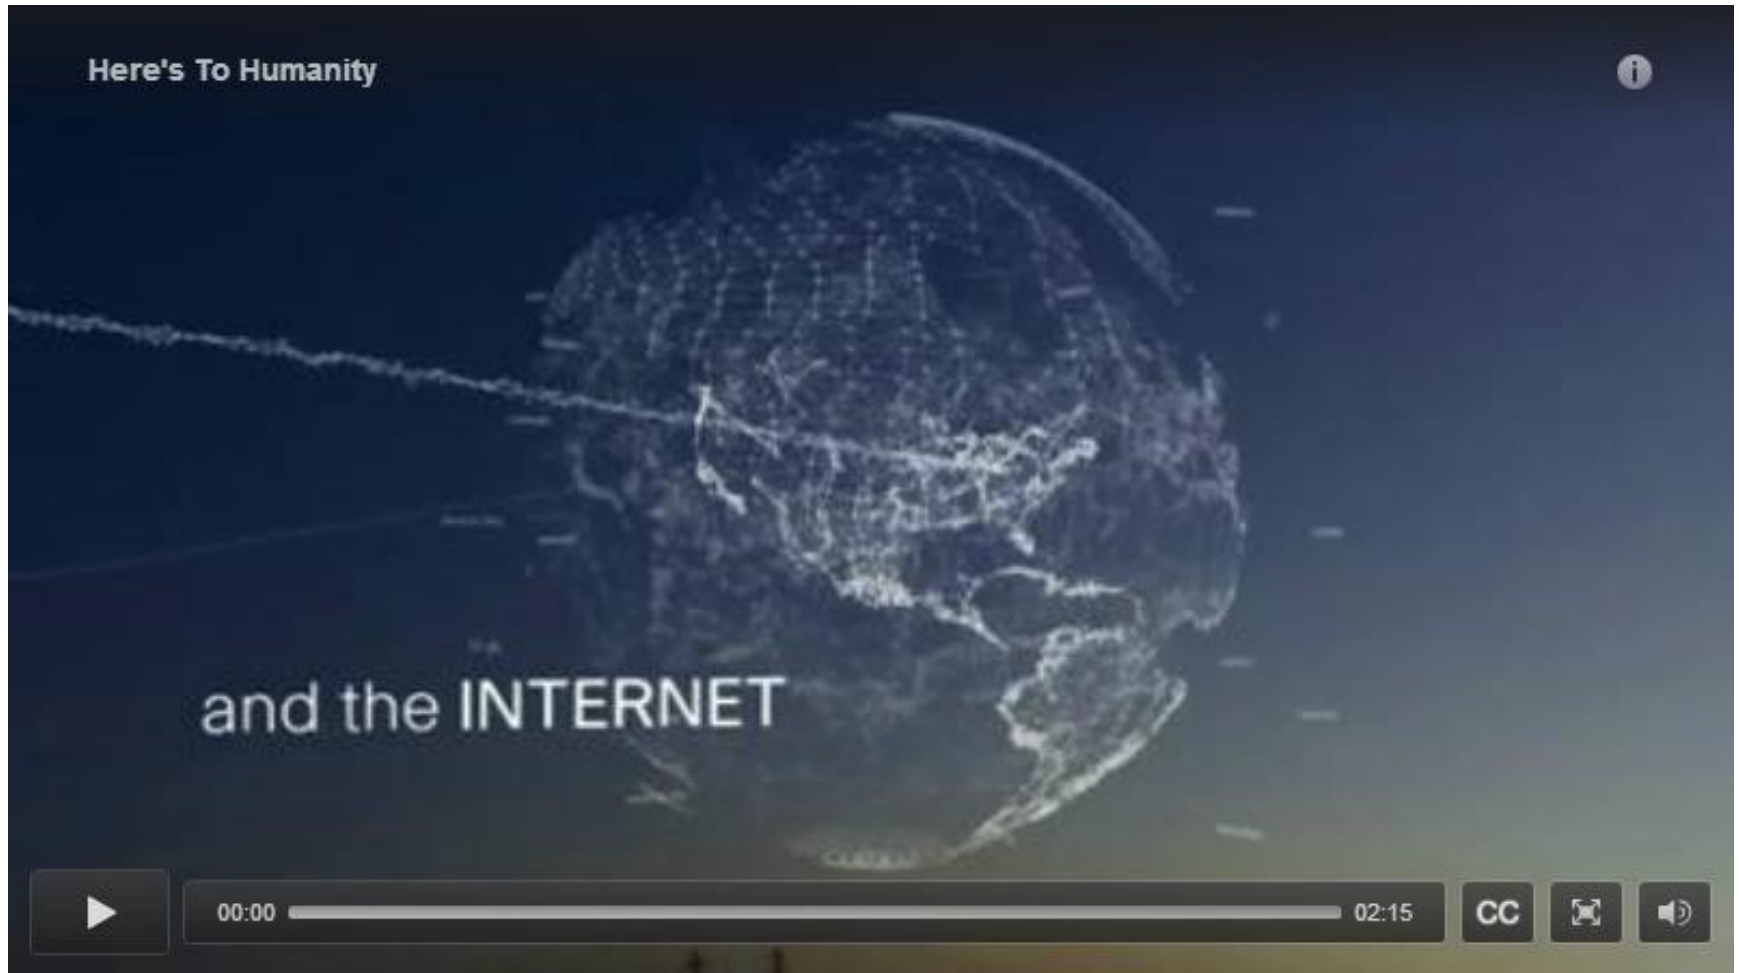 Here's To Humanity
and the INTERNET
00:00
02:15
CC